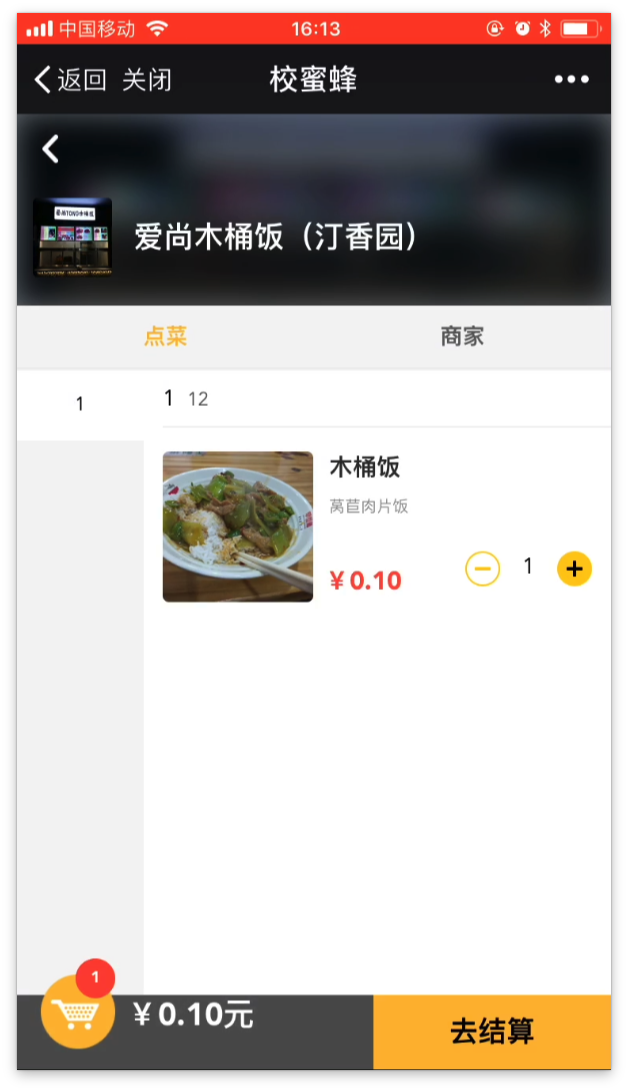 中国移动 16:13
返回 关闭 校蜜蜂
爱尚木桶饭（汀香园）
点菜 商家
1
1 12
木桶饭
莴苣肉片饭
¥0.10
1
1
¥0.10元
去结算